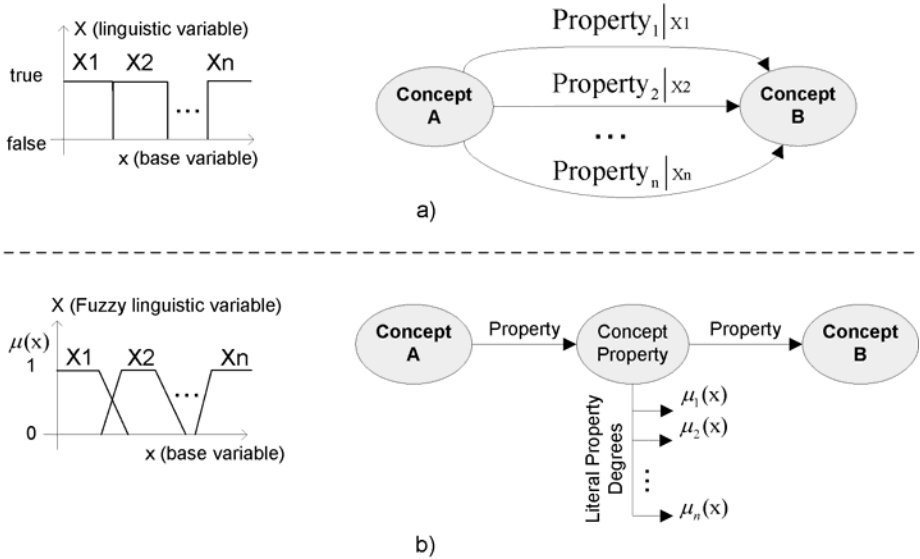 X (linguistic variable)
X1 X2 Xn
true
...
false
x (base variable)
Property1|X1
Concept A
Property2|X2
Concept B
...
Propertyn|Xn
a)
X (Fuzzy linguistic variable)
μ(x)
X1 X2 Xn
1
...
0
x (base variable)
Concept A
Property
Concept Property
Property
Concept B
Literal Property Degrees
μ1(x)
μ2(x)
...
μn(x)
b)